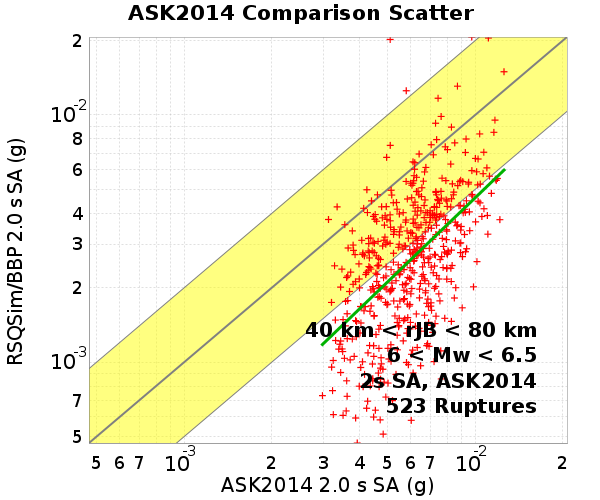 ASK2014 Comparison Scatter
RSQSim/BBP 2.0 s SA (g)
2
10-2
8
6
4
3
2
10-3
7
5
40 km < rJB < 80 km
6 < Mw < 6.5
2s SA, ASK2014
523 Ruptures
5 6 7 10-3 2 3 4 5 6 7 10-2 2
ASK2014 2.0 s SA (g)